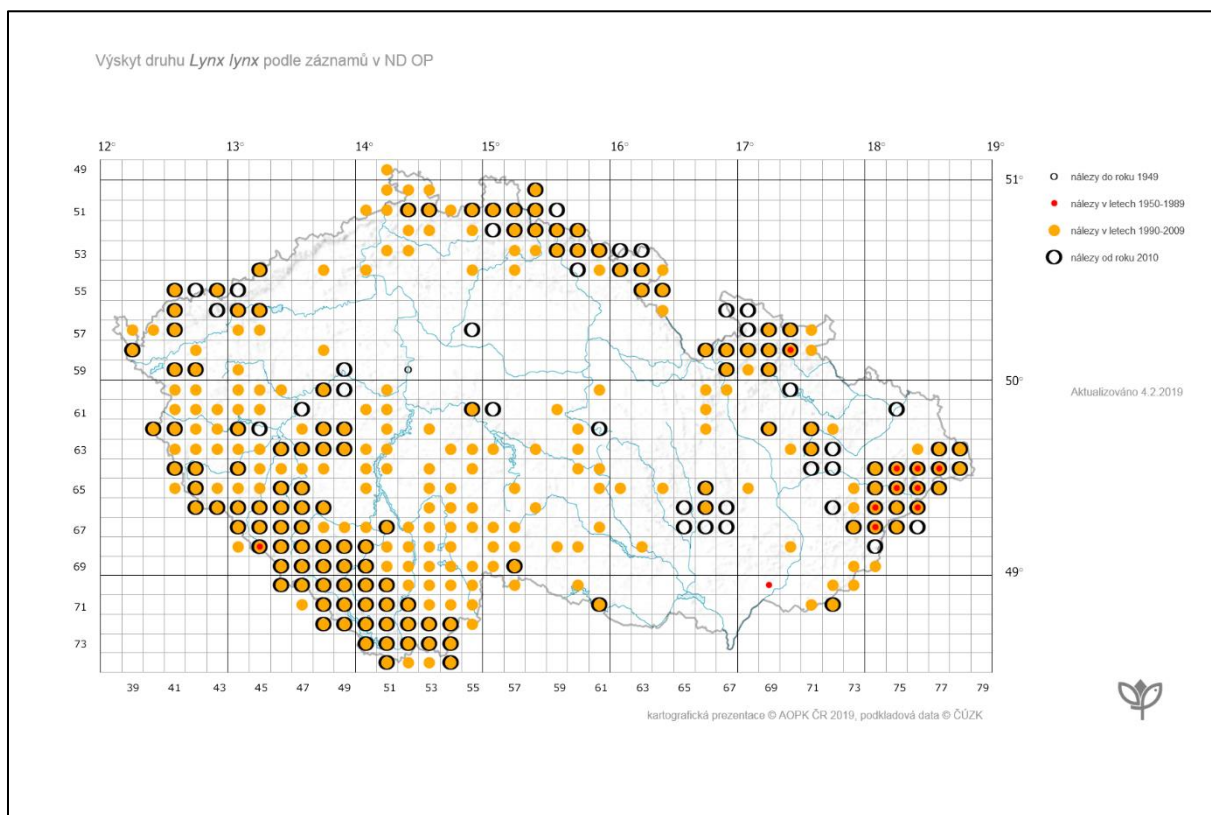 Výskyt druhu Lynx lynx podle záznamů v ND OP
12° 13° 14° 15° 16° 17° 18° 19°
49
51°
nálezy do roku 1949
51
nálezy v letech 1950-1989
nálezy v letech 1990-2009
53
nálezy od roku 2010
55
57
59
50°
Aktualizováno 4.2.2019
61
63
65
67
69
49°
71
73
39 41 43 45 47 49 51 53 55 57 59 61 63 65 67 69 71 73 75 77 79
kartografická prezentace © AOPK ČR 2019, podkladová data © ČÚZK